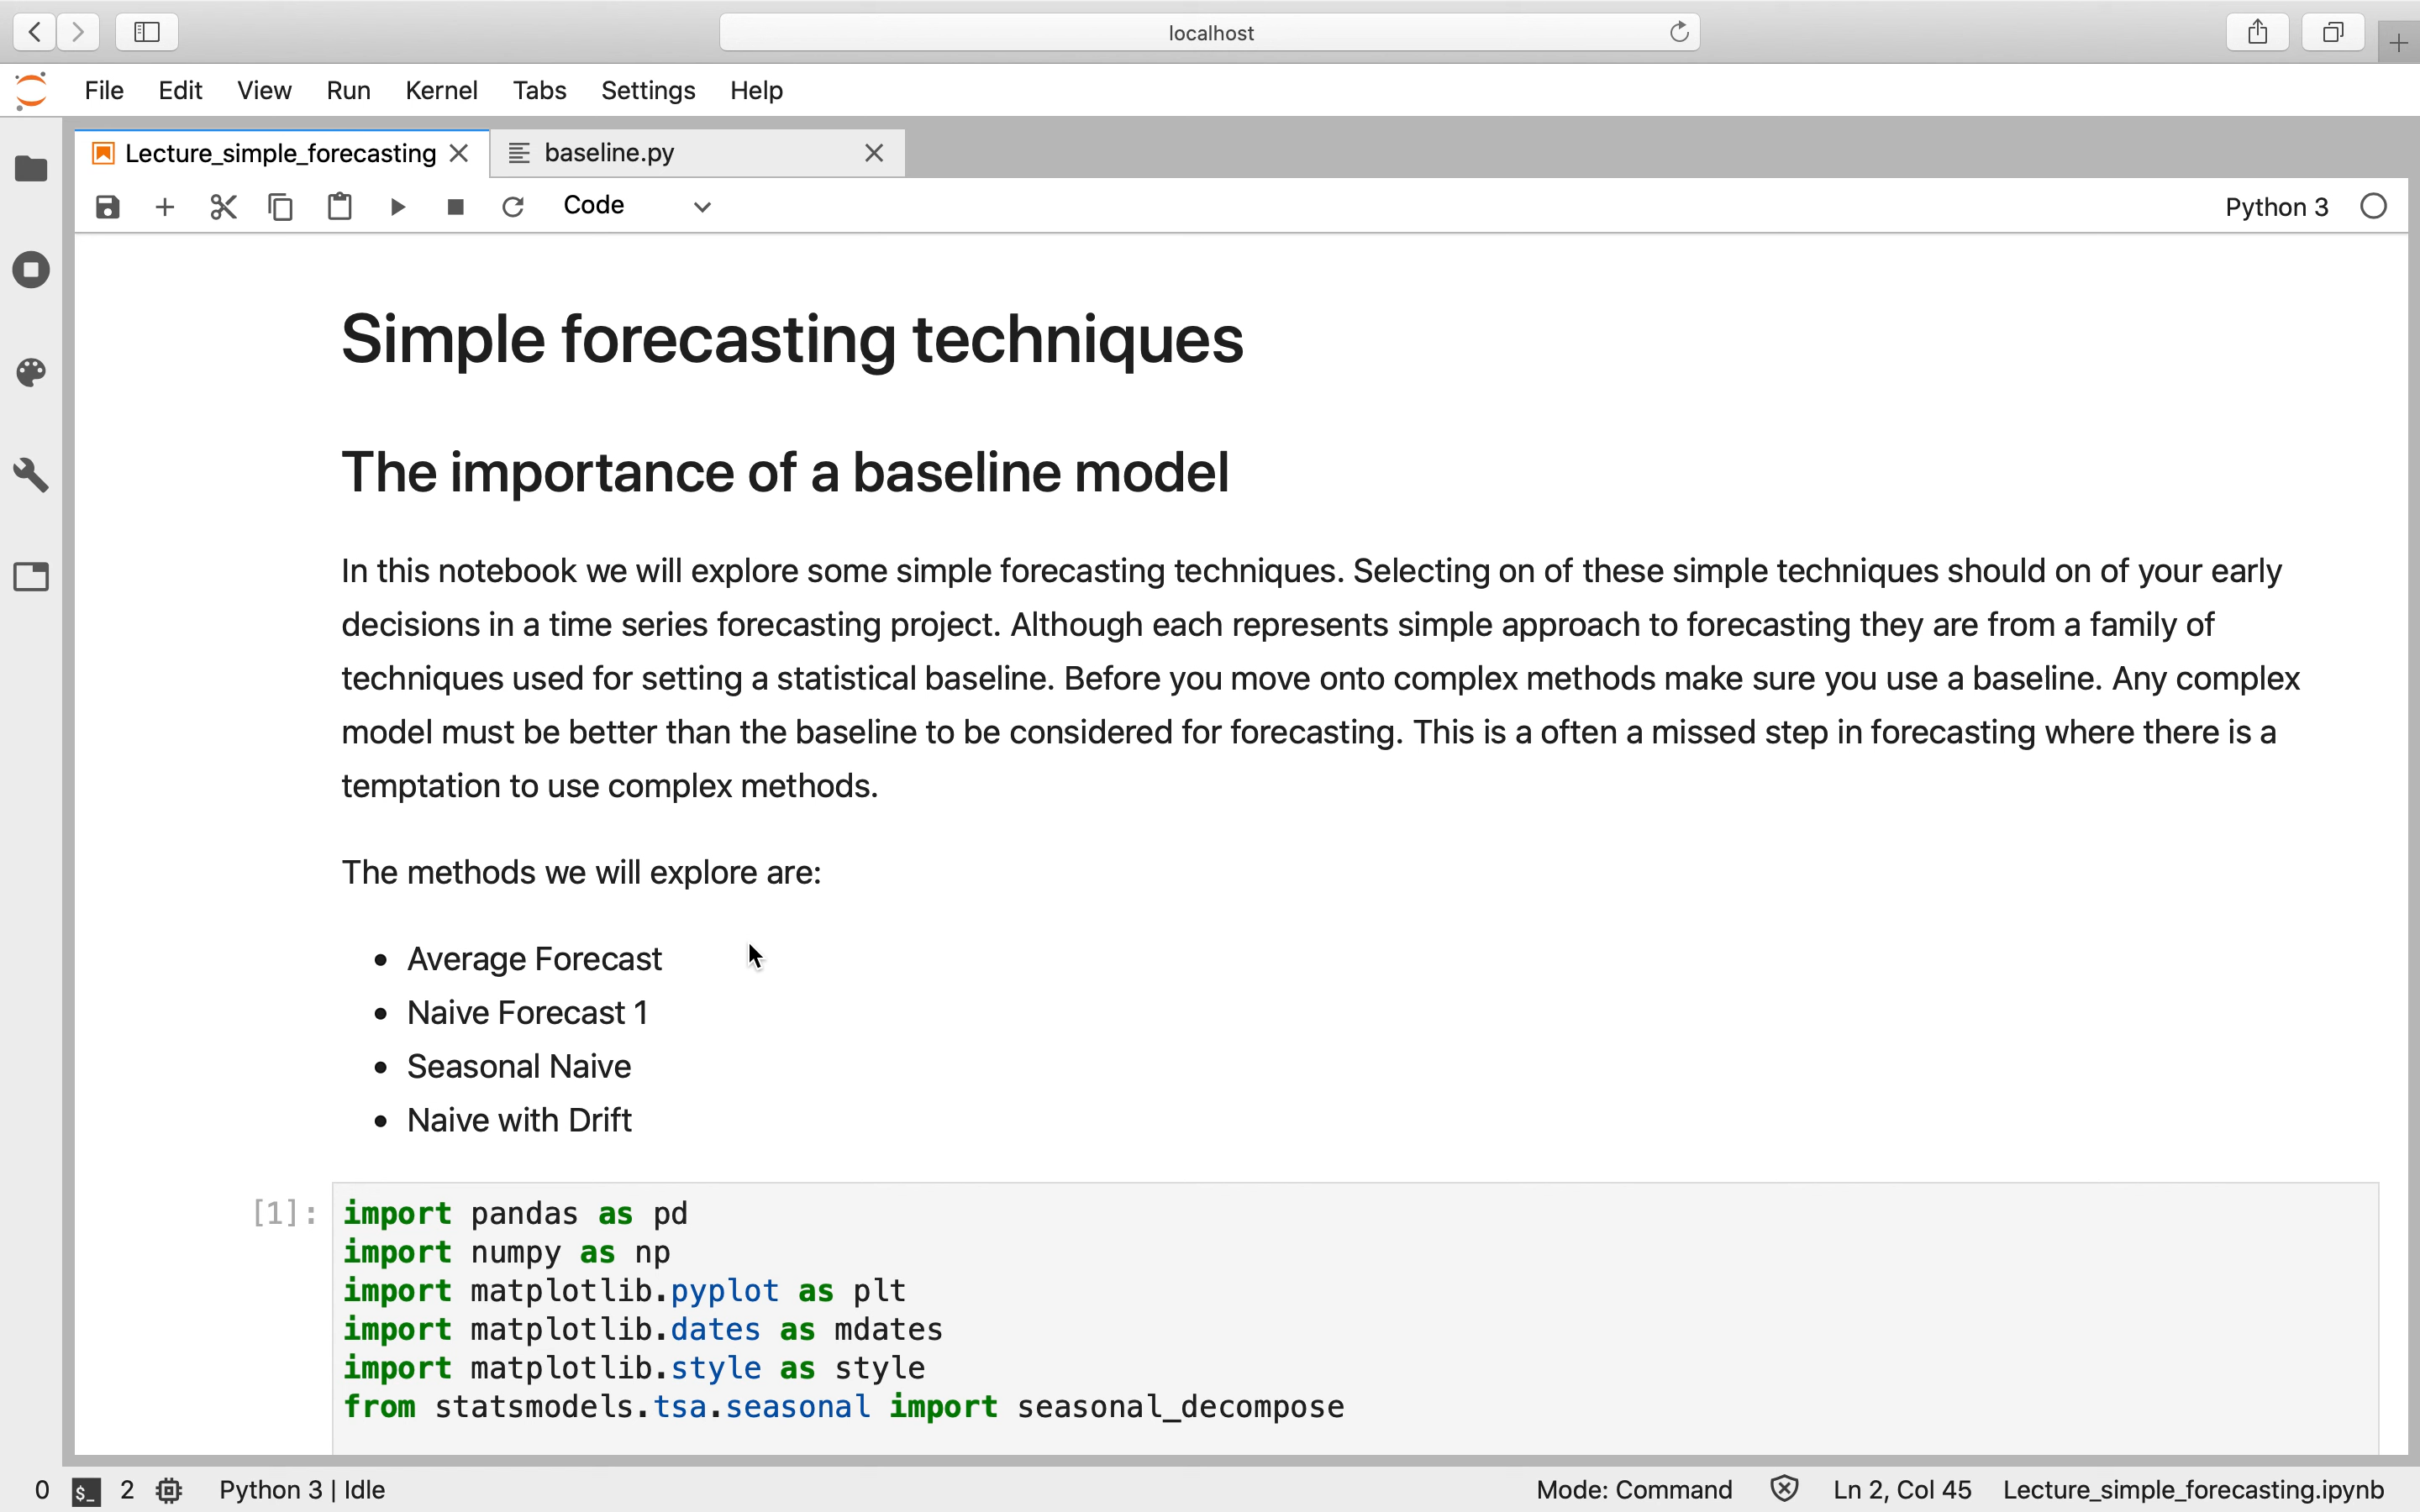 localhost
File Edit View Run Kernel Tabs Settings Help
Lecture_simple_forecasting baseline.py
Code Python 3
Simple forecasting techniques
The importance of a baseline model
In this notebook we will explore some simple forecasting techniques. Selecting on of these simple techniques should on of your early
decisions in a time series forecasting project. Although each represents simple approach to forecasting they are from a family of
techniques used for setting a statistical baseline. Before you move onto complex methods make sure you use a baseline. Any complex
model must be better than the baseline to be considered for forecasting. This is a often a missed step in forecasting where there is a
temptation to use complex methods.
The methods we will explore are:
• Average Forecast
• Naive Forecast 1
• Seasonal Naive
• Naive with Drift
[1]: import pandas as pd
import numpy as np
import matplotlib.pyplot as plt
import matplotlib.dates as mdates
import matplotlib.style as style
from statsmodels.tsa.seasonal import seasonal_decompose
0 $_ 2 Python 3 | Idle Mode: Command Ln 2, Col 45 Lecture_simple_forecasting.ipynb